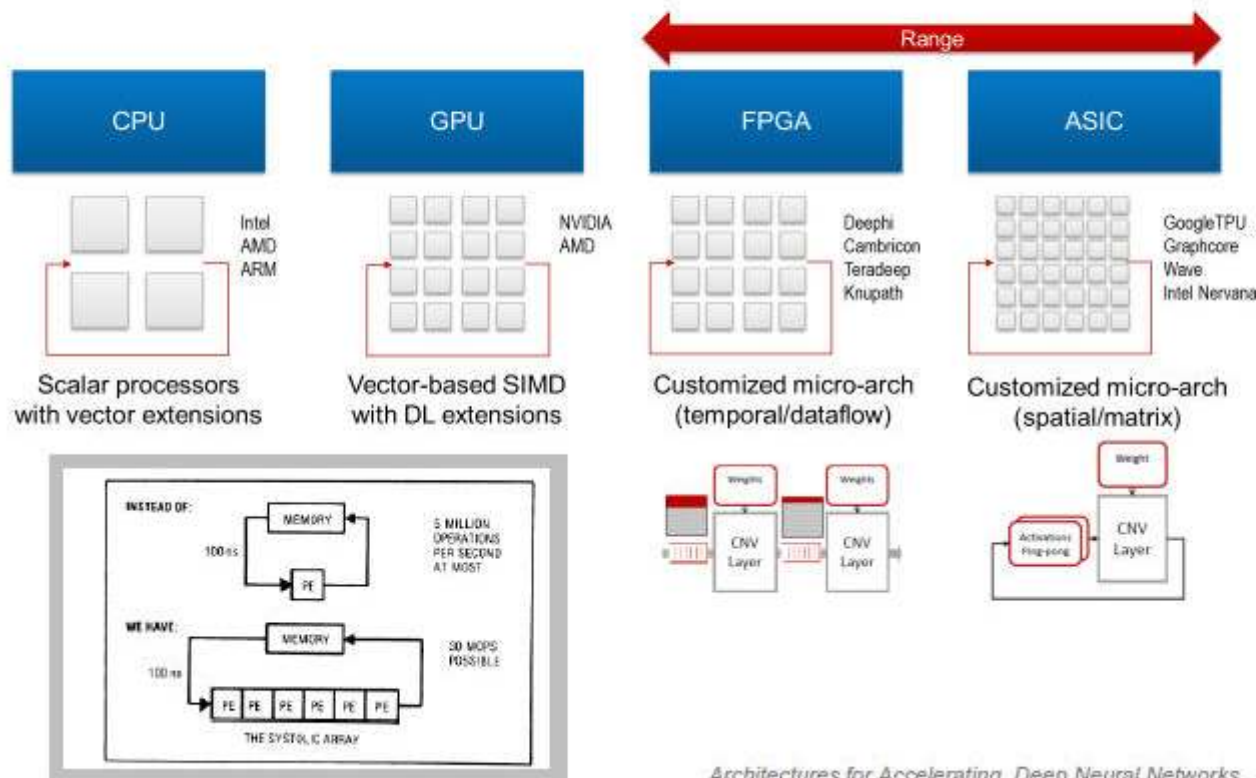 Range
CPU
GPU
FPGA
ASIC
Intel
AMD
ARM
NVIDIA
AMD
Deephi
Cambricon
Teradeep
Knupath
GoogleTPU
Graphcore
Wave
Intel Nervana
Scalar processors
with vector extensions
Vector-based SIMD
with DL extensions
Customized micro-arch
(temporal/dataflow)
Customized micro-arch
(spatial/matrix)
INSTEAD OF:
MEMORY
100 ns
PE
5 MILLION
OPERATIONS
PER SECOND
AT MOST
WE HAVE:
MEMORY
100 ns
30 MOPS
POSSIBLE
PE PE PE PE PE PE
THE SYSTOLIC ARRAY
Weights
Weights
CNV
Layer
CNV
Layer
Weight
Activations
Ping-pong
CNV
Layer
Architectures for Accelerating Deep Neural Networks